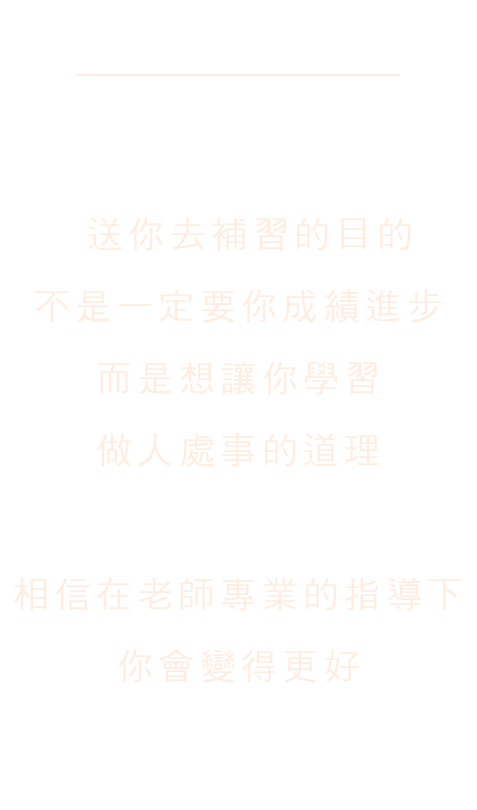 送你去補習的目的
不是一定要你成績進步
而是想讓你學習
做人處事的道理
相信在老師專業的指導下
你會變得更好